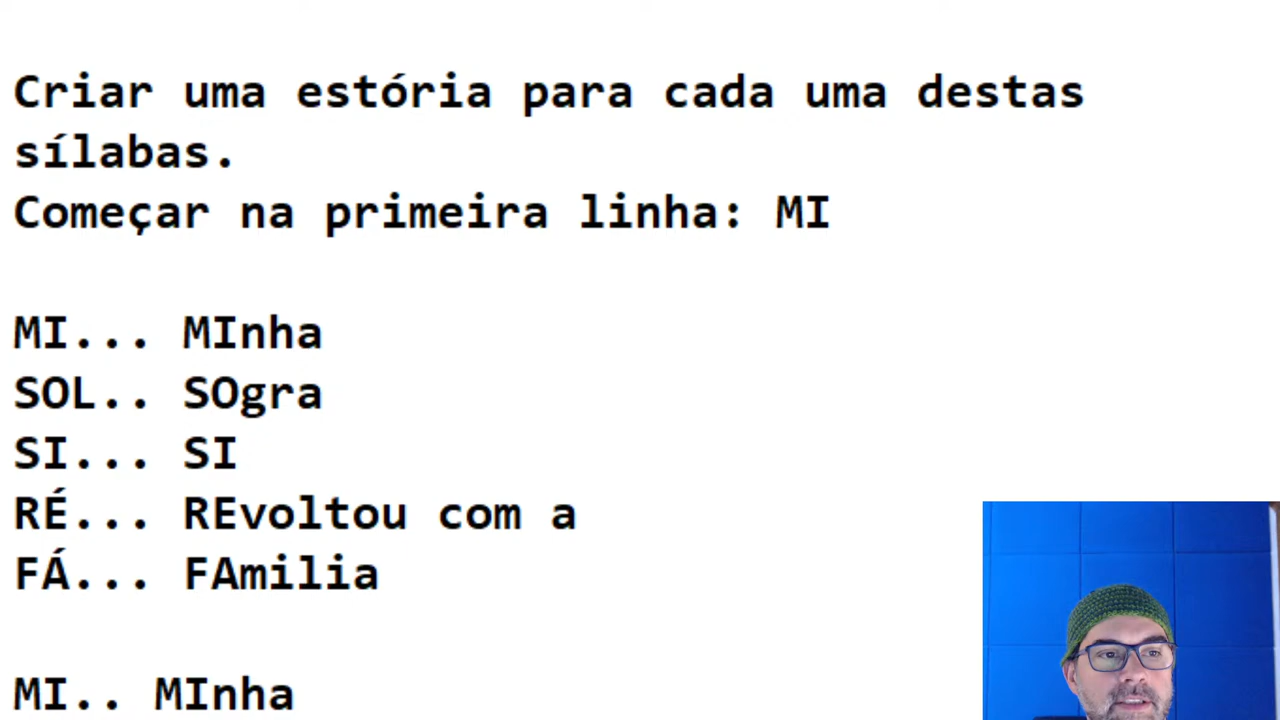 Criar uma estória para cada uma destas
sílabas.
Começar na primeira linha: MI
MI... MInha
SOL.. SOgra
SI... SI
RÉ... REvoltou com a
FÁ... FAmilia
MI.. MInha